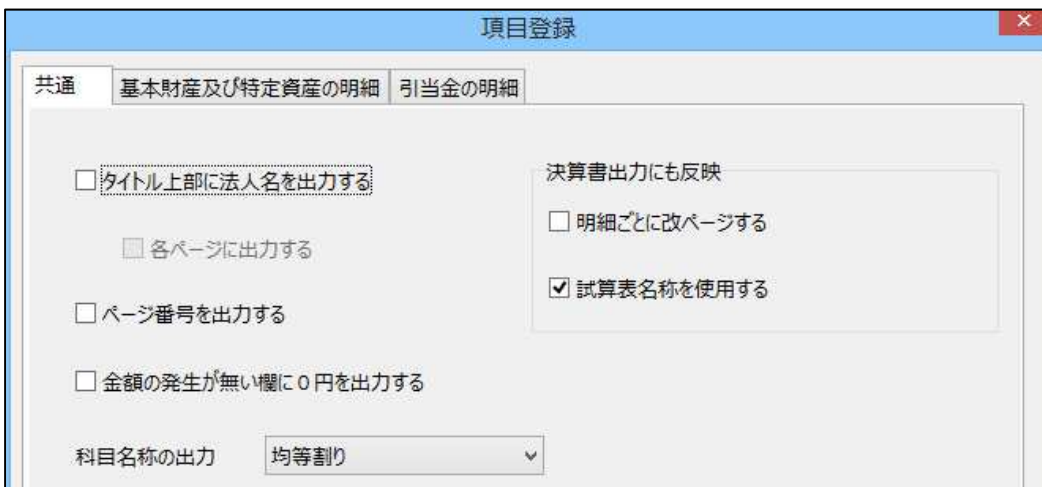 項目登録
共通
基本財産及び特定資産の明細
引当金の明細
タイトル上部に法人名を出力する
各ページに出力する
ページ番号を出力する
金額の発生が無い欄に０円を出力する
科目名称の出力
均等割り
決算書出力にも反映
明細ごとに改ページする
試算表名称を使用する